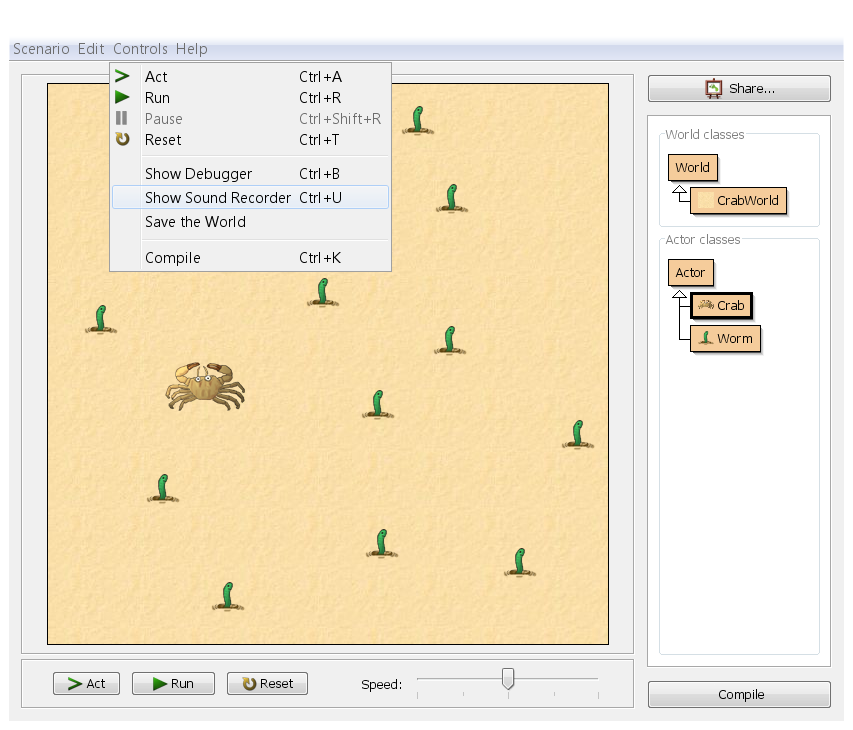 Scenario Edit Controls Help
Act Ctrl+A
Run Ctrl+R
Pause Ctrl+Shift+R
Reset Ctrl+T
Show Debugger Ctrl+B
Show Sound Recorder Ctrl+U
Save the World
Compile Ctrl+K
Share...
World classes
World
CrabWorld
Actor classes
Actor
Crab
Worm
Act Run Reset Speed:
Compile